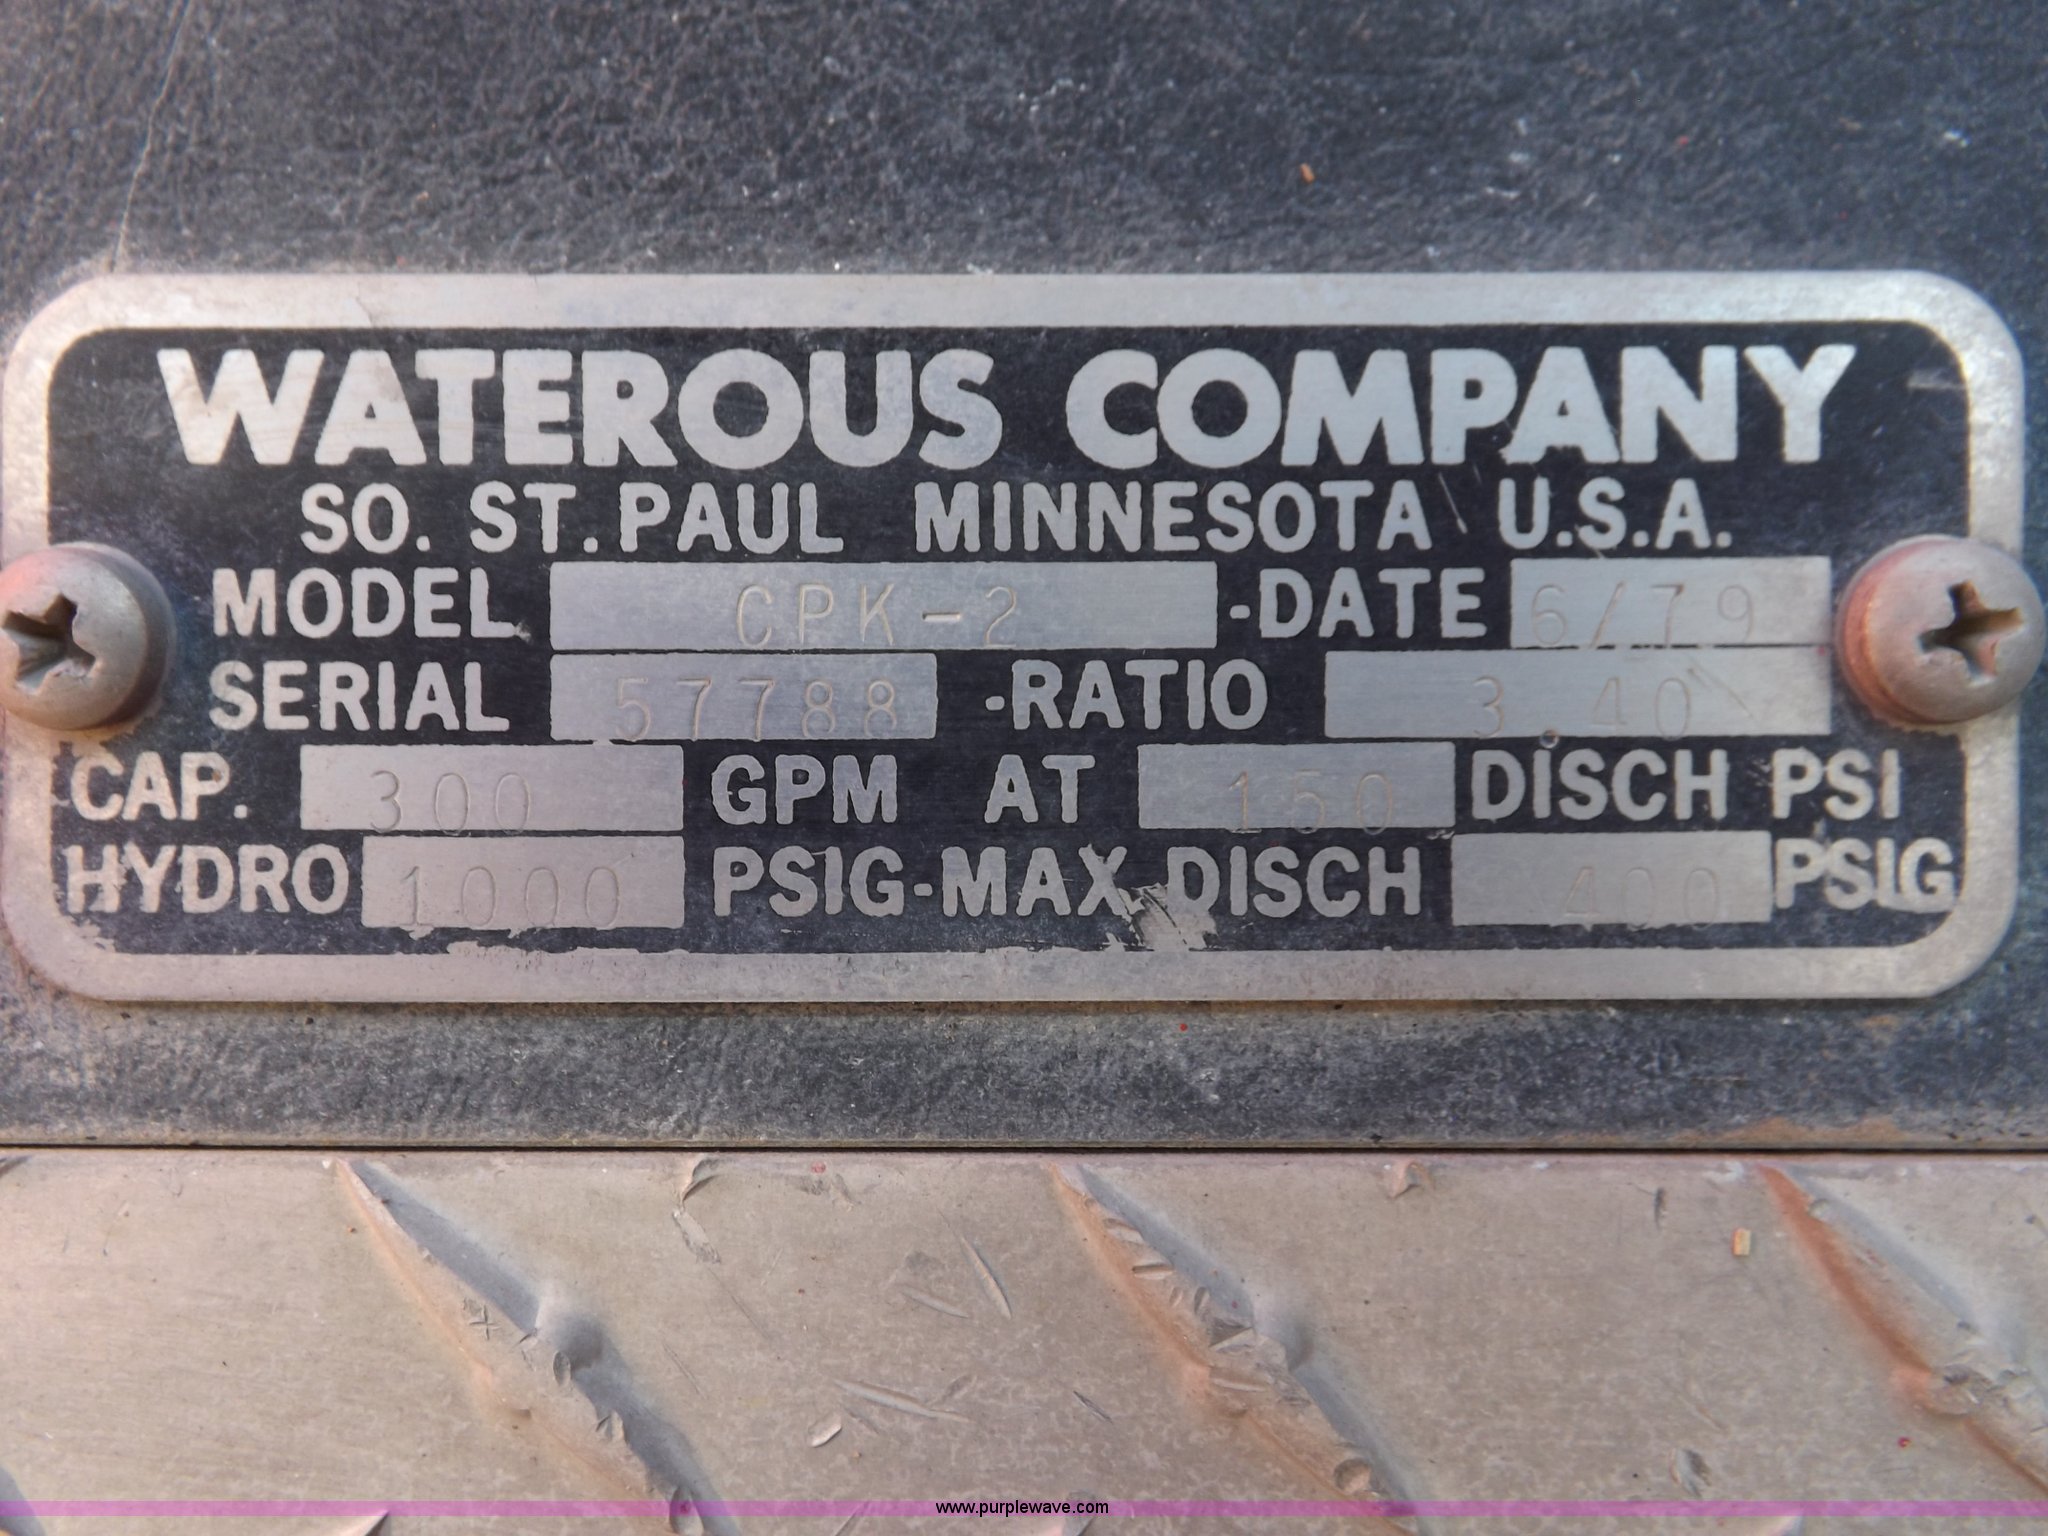 WATEROUS COMPANY
SO. ST. PAUL MINNESOTA U.S.A.
MODEL CPK-2 -DATE 6/79
SERIAL 57788 -RATIO 3.40
CAP. 300 GPM AT 150 DISCH PSI
HYDRO 1000 PSIG-MAX DISCH 400 PSIG
www.purplewave.com